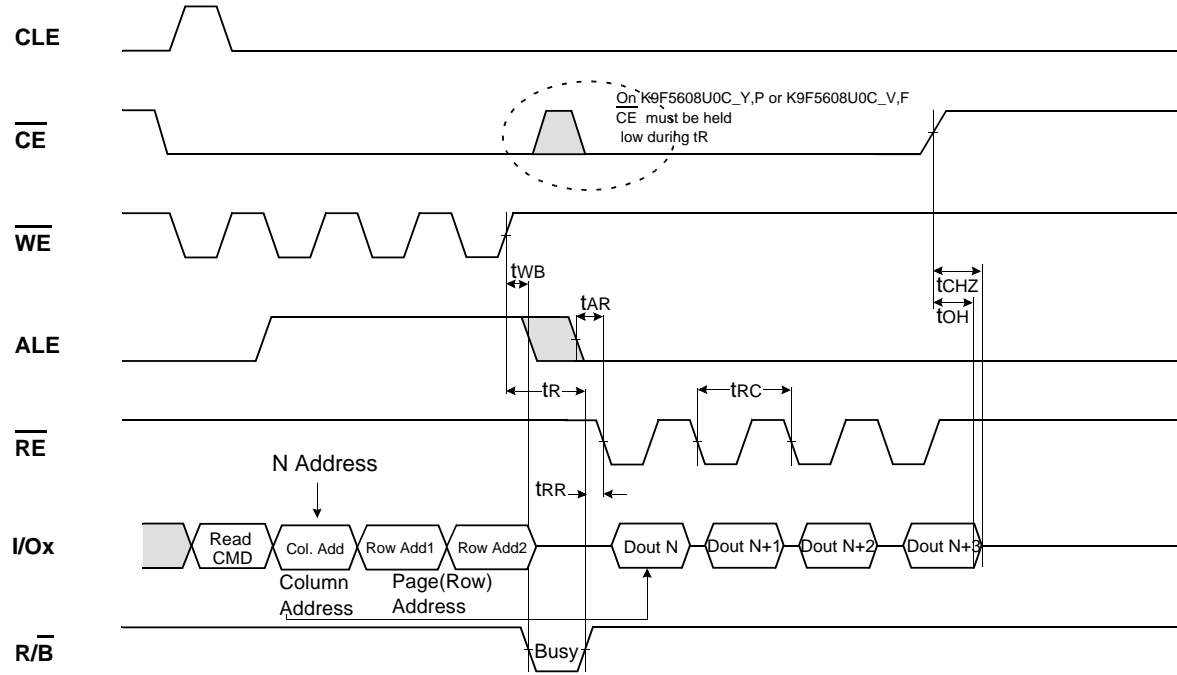 CLE
On K9F5608U0C_Y,P or K9F5608U0C_V,F
CE must be held
low during tR
CE
WE
tWB
tCHZ
tAR
tOH
ALE
tR
tRC
RE
N Address
tRR
I/Ox
Read
CMD
Col. Add
Row Add1
Row Add2
Dout N
Dout N+1
Dout N+2
Dout N+3
Column
Address
Page(Row)
Address
R/B
Busy